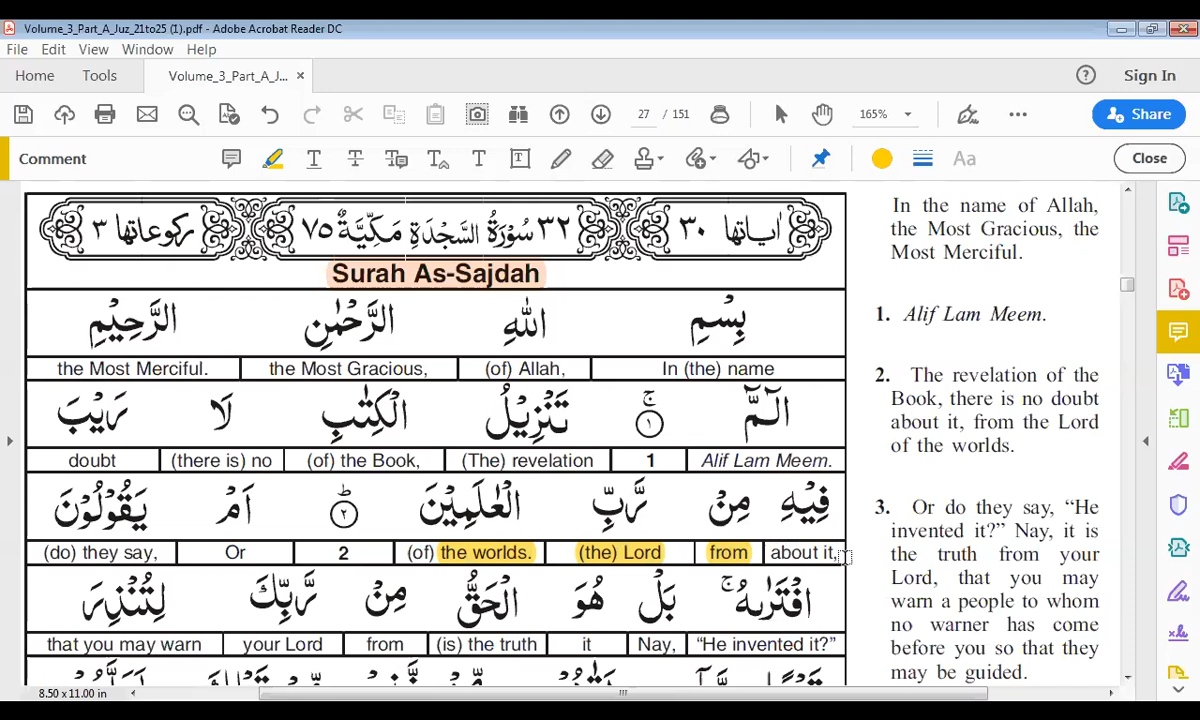 Volume_3_Part_A_Juz_21to25 (1).pdf - Adobe Acrobat Reader DC
File Edit View Window Help
Home Tools Volume_3_Part_A_J... × Sign In
27 / 151 165% Share
Comment Close
اٰیاتها ٣٠ ٣٢ سُوْرَةُ السَّجْدَةِ مَكِّيَّةٌ ٧٥ ركوعاتها ٣
Surah As-Sajdah
بِسْمِ اللّٰهِ الرَّحْمٰنِ الرَّحِيْمِ
In (the) name (of) Allah, the Most Gracious, the Most Merciful.
الٓمّٓ ۚ ١ تَنْزِيْلُ الْكِتٰبِ لَا رَيْبَ
Alif Lam Meem. 1 (The) revelation (of) the Book, (there is) no doubt
فِيْهِ مِنْ رَّبِّ الْعٰلَمِيْنَ ؕ ٢ اَمْ يَقُوْلُوْنَ
about it, from (the) Lord (of) the worlds. 2 Or (do) they say,
افْتَرٰىهُ ۚ بَلْ هُوَ الْحَقُّ مِنْ رَّبِّكَ لِتُنْذِرَ
“He invented it?” Nay, it (is) the truth from your Lord that you may warn
In the name of Allah,
the Most Gracious, the
Most Merciful.
1. Alif Lam Meem.
2. The revelation of the
Book, there is no doubt
about it, from the Lord
of the worlds.
3. Or do they say, “He
invented it?” Nay, it is
the truth from your
Lord, that you may
warn a people to whom
no warner has come
before you so that they
may be guided.
8.50 x 11.00 in